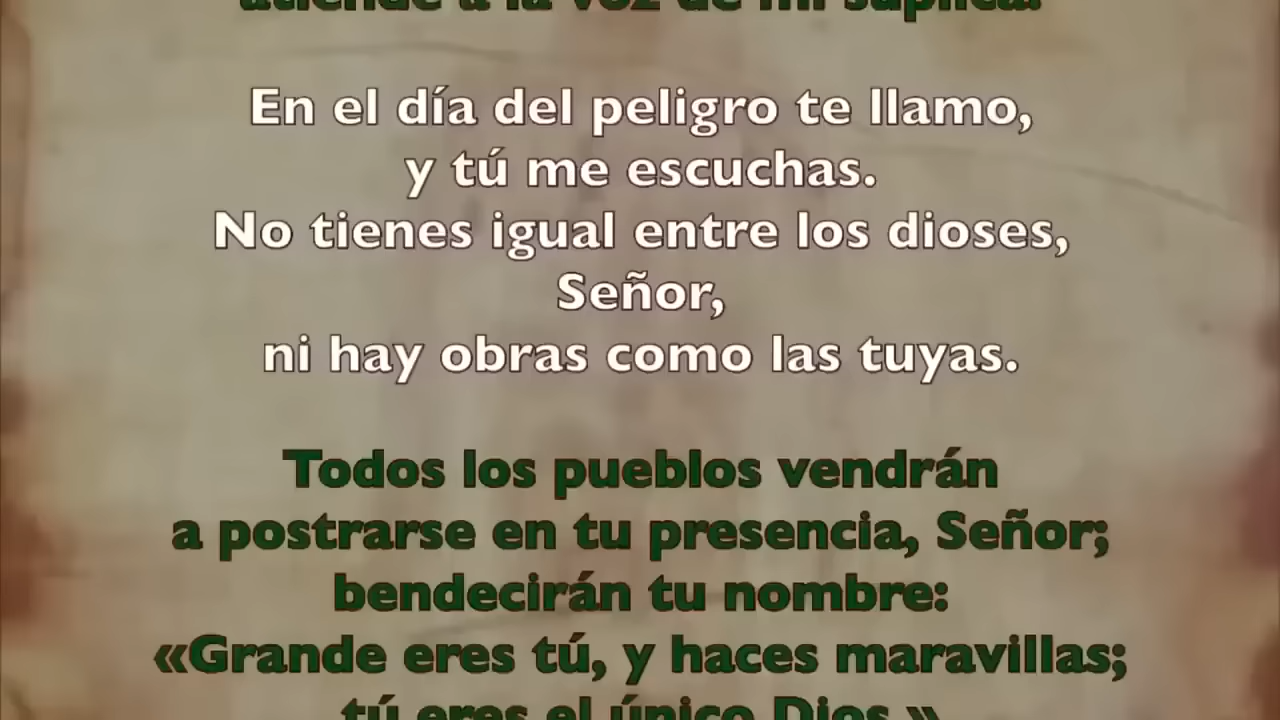 atiende a la voz de mi súplica.
En el día del peligro te llamo,
y tú me escuchas.
No tienes igual entre los dioses,
Señor,
ni hay obras como las tuyas.
Todos los pueblos vendrán
a postrarse en tu presencia, Señor;
bendecirán tu nombre:
«Grande eres tú, y haces maravillas;
tú eres el único Dios.»